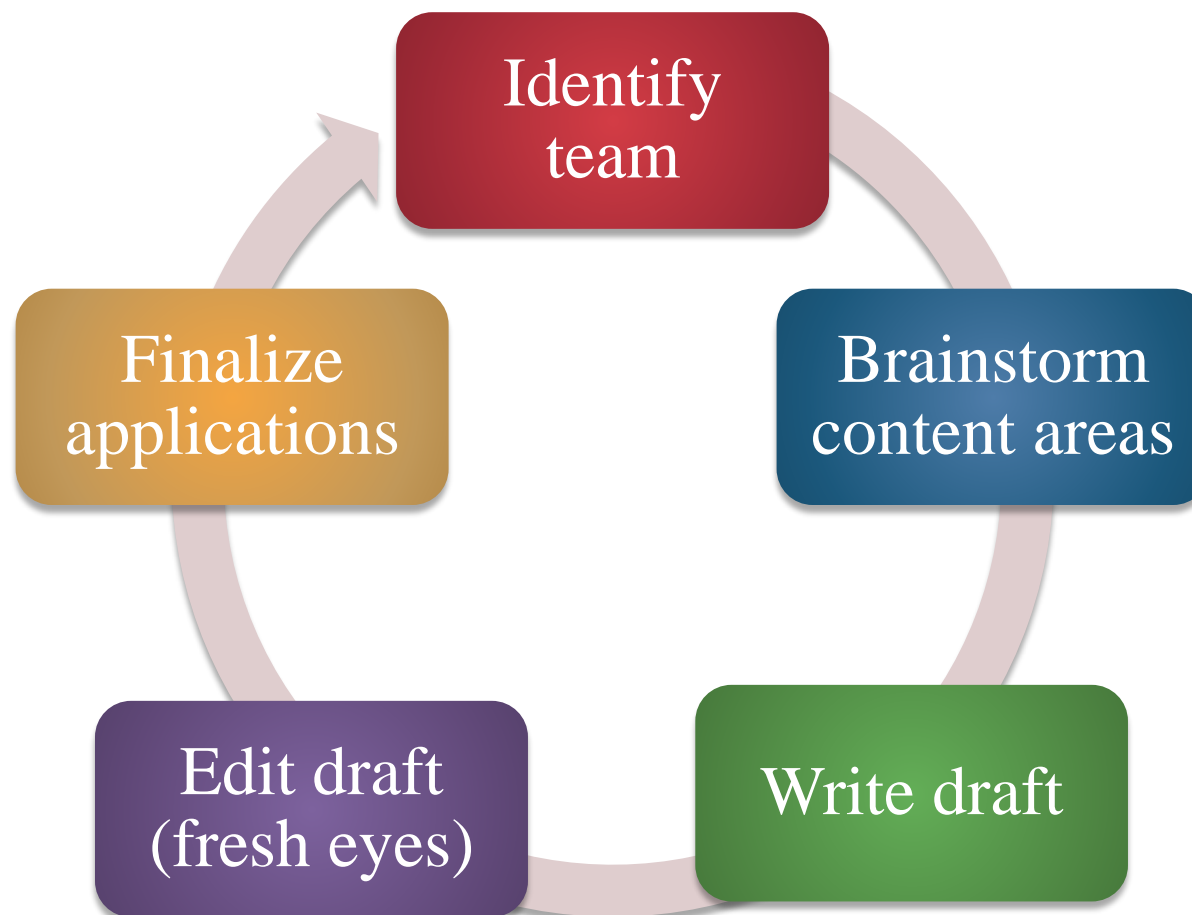 Identify
team
Brainstorm
content areas
Write draft
Edit draft
(fresh eyes)
Finalize
applications